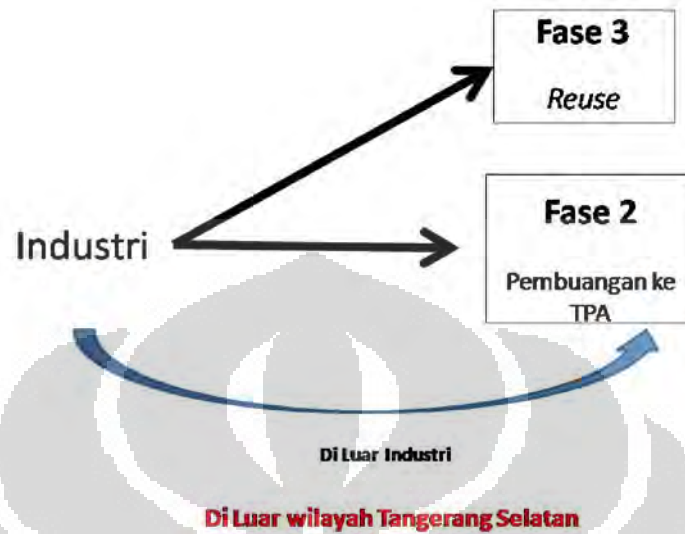 Fase 3
Reuse
Industri
Fase 2
Pembuangan ke
TPA
Di Luar Industri
Di Luar wilayah Tangerang Selatan